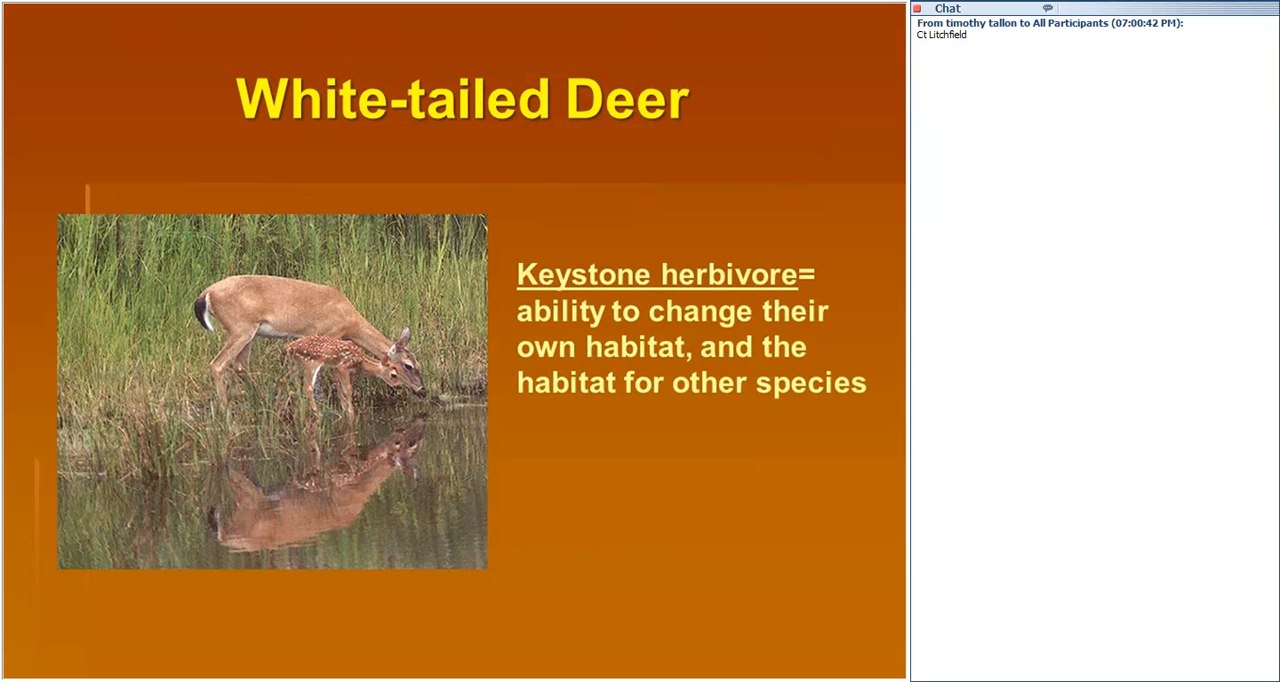 White-tailed Deer
Keystone herbivore=
ability to change their
own habitat, and the
habitat for other species
Chat
From timothy tallon to All Participants (07:00:42 PM):
Ct Litchfield